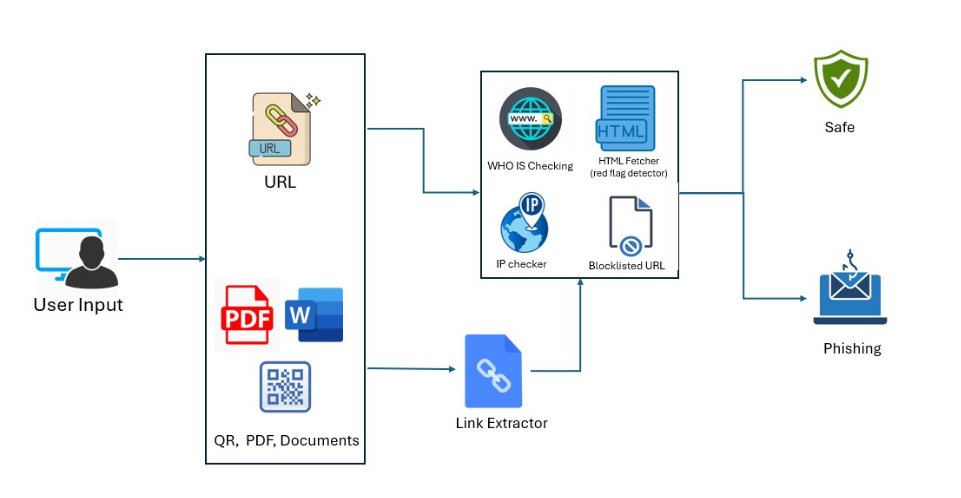 URL
URL
User Input
PDF
W
QR, PDF, Documents
Link Extractor
www.
HTML
WHO IS Checking
HTML Fetcher
(red flag detector)
IP
IP checker
Blocklisted URL
Safe
Phishing